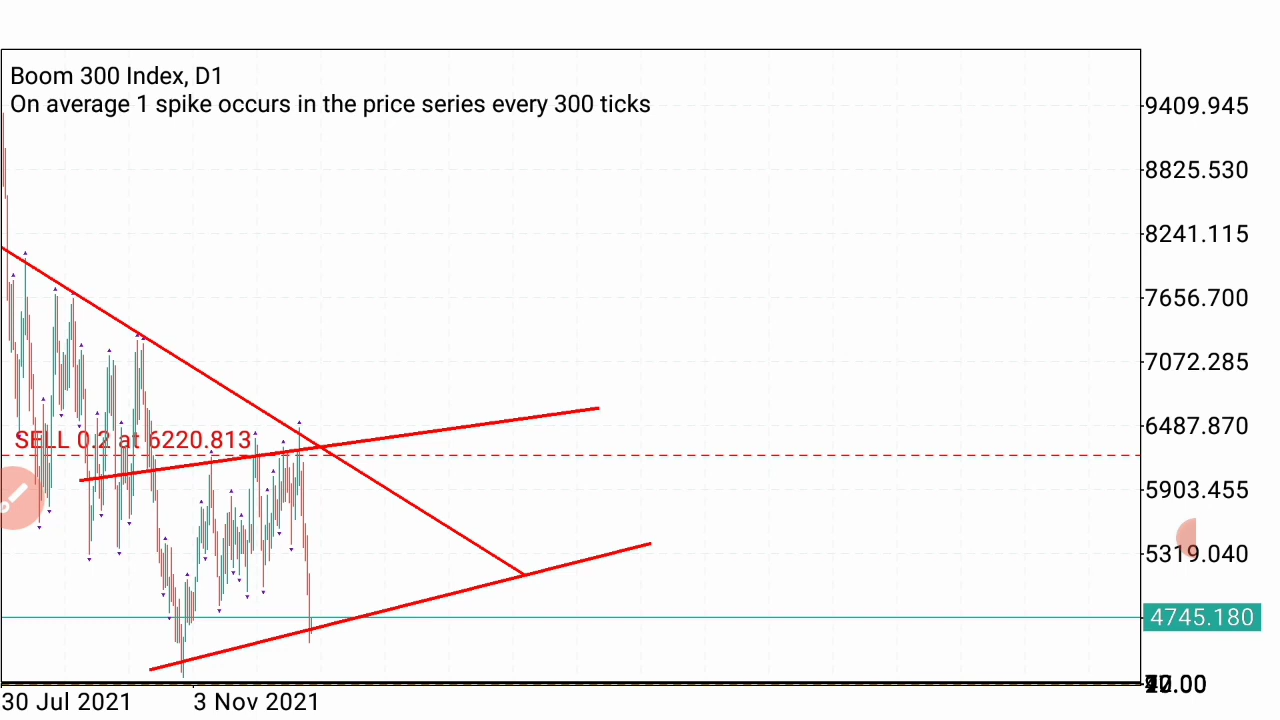 Boom 300 Index, D1
On average 1 spike occurs in the price series every 300 ticks
9409.945
8825.530
8241.115
7656.700
7072.285
6487.870
SELL 0.2 at 6220.813
5903.455
5319.040
4745.180
30 Jul 2021
3 Nov 2021